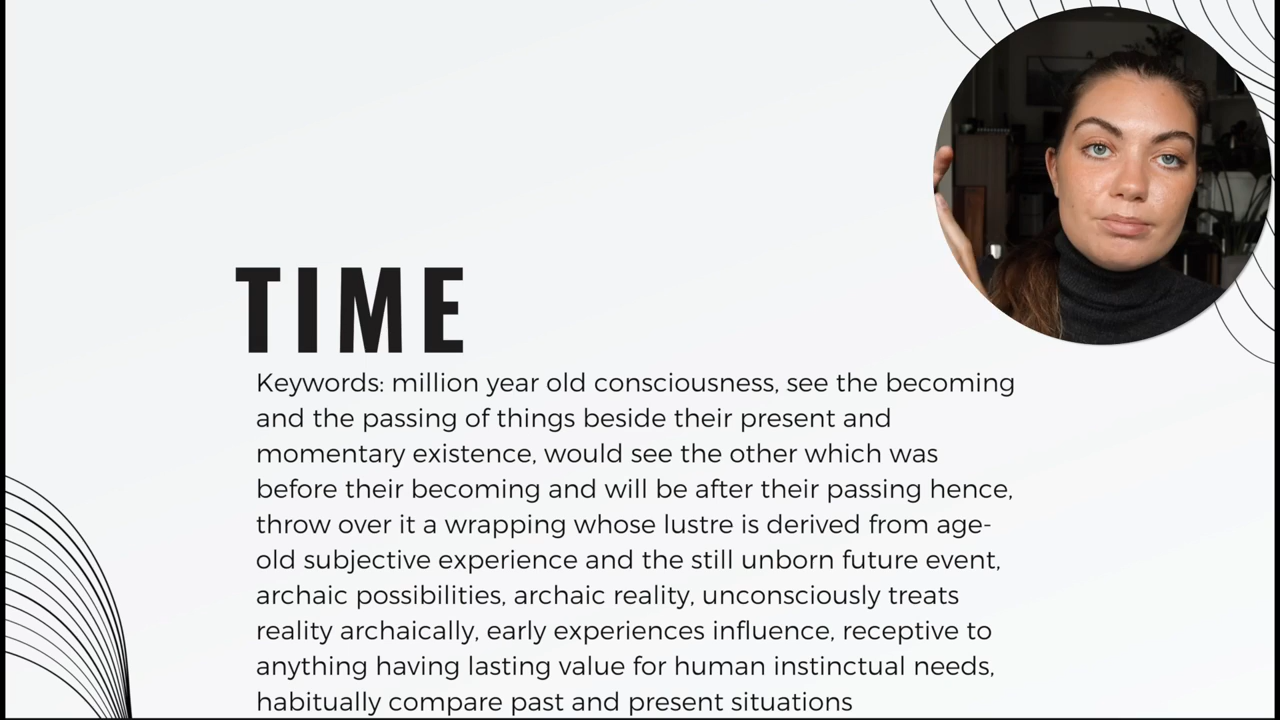 TIME
Keywords: million year old consciousness, see the becoming
and the passing of things beside their present and
momentary existence, would see the other which was
before their becoming and will be after their passing hence,
throw over it a wrapping whose lustre is derived from age-
old subjective experience and the still unborn future event,
archaic possibilities, archaic reality, unconsciously treats
reality archaically, early experiences influence, receptive to
anything having lasting value for human instinctual needs,
habitually compare past and present situations